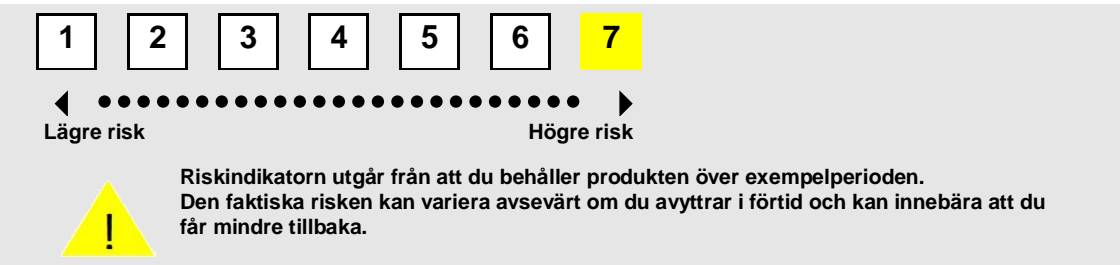 1 2 3 4 5 6 7
Lägre risk Högre risk
Riskindikatorn utgår från att du behåller produkten över exempelperioden.
Den faktiska risken kan variera avsevärt om du avyttrar i förtid och kan innebära att du
får mindre tillbaka.
!